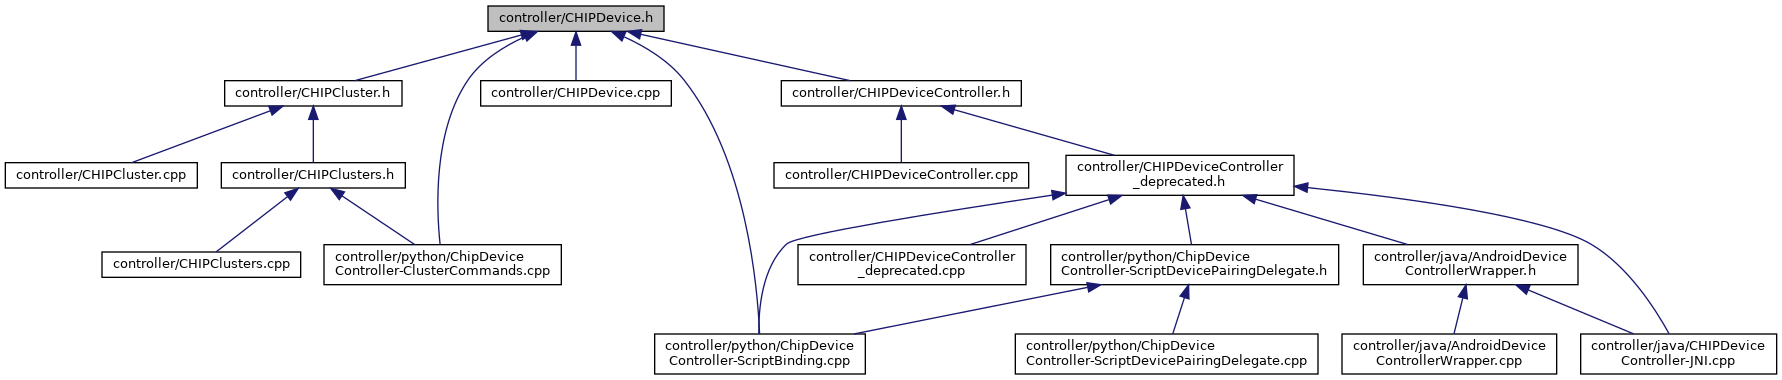 controller/CHIPDevice.h
controller/CHIPCluster.h
controller/CHIPDevice.cpp
controller/CHIPDeviceController.h
controller/CHIPCluster.cpp
controller/CHIPClusters.h
controller/CHIPDeviceController.cpp
controller/CHIPDeviceController
_deprecated.h
controller/CHIPClusters.cpp
controller/python/ChipDevice
Controller-ClusterCommands.cpp
controller/CHIPDeviceController
_deprecated.cpp
controller/python/ChipDevice
Controller-ScriptDevicePairingDelegate.h
controller/java/AndroidDevice
ControllerWrapper.h
controller/python/ChipDevice
Controller-ScriptBinding.cpp
controller/python/ChipDevice
Controller-ScriptDevicePairingDelegate.cpp
controller/java/AndroidDevice
ControllerWrapper.cpp
controller/java/CHIPDevice
Controller-JNI.cpp